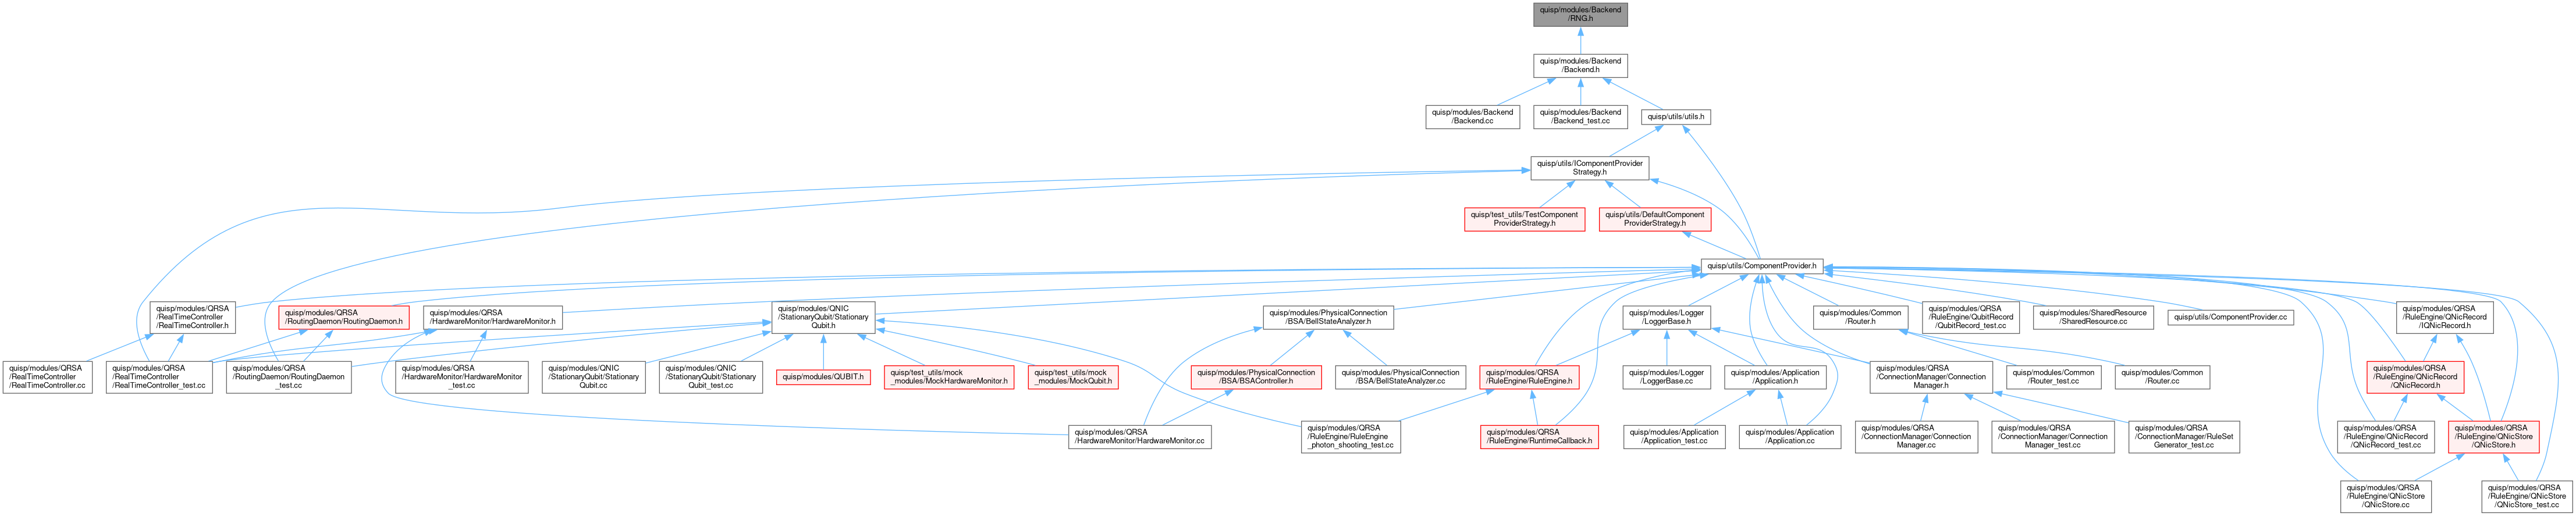 quisp/modules/Backend
/RNG.h
quisp/modules/Backend
/Backend.h
quisp/modules/Backend
/Backend.cc
quisp/modules/Backend
/Backend_test.cc
quisp/utils/utils.h
quisp/utils/IComponentProvider
Strategy.h
quisp/test_utils/TestComponent
ProviderStrategy.h
quisp/utils/DefaultComponent
ProviderStrategy.h
quisp/utils/ComponentProvider.h
quisp/modules/QRSA
/RealTimeController
/RealTimeController.h
quisp/modules/QRSA
/RoutingDaemon/RoutingDaemon.h
quisp/modules/QRSA
/HardwareMonitor/HardwareMonitor.h
quisp/modules/QNIC
/StationaryQubit/Stationary
Qubit.h
quisp/modules/PhysicalConnection
/BSA/BellStateAnalyzer.h
quisp/modules/Logger
/LoggerBase.h
quisp/modules/Common
/Router.h
quisp/modules/QRSA
/RuleEngine/QubitRecord
/QubitRecord_test.cc
quisp/modules/SharedResource
/SharedResource.cc
quisp/utils/ComponentProvider.cc
quisp/modules/QRSA
/RuleEngine/QNicRecord
/IQNicRecord.h
quisp/modules/QRSA
/RealTimeController
/RealTimeController.cc
quisp/modules/QRSA
/RealTimeController
/RealTimeController_test.cc
quisp/modules/QRSA
/RoutingDaemon/RoutingDaemon
_test.cc
quisp/modules/QRSA
/HardwareMonitor/HardwareMonitor
_test.cc
quisp/modules/QNIC
/StationaryQubit/Stationary
Qubit.cc
quisp/modules/QNIC
/StationaryQubit/Stationary
Qubit_test.cc
quisp/modules/QUBIT.h
quisp/test_utils/mock
_modules/MockHardwareMonitor.h
quisp/test_utils/mock
_modules/MockQubit.h
quisp/modules/PhysicalConnection
/BSA/BSAController.h
quisp/modules/PhysicalConnection
/BSA/BellStateAnalyzer.cc
quisp/modules/QRSA
/RuleEngine/RuleEngine.h
quisp/modules/Logger
/LoggerBase.cc
quisp/modules/Application
/Application.h
quisp/modules/QRSA
/ConnectionManager/Connection
Manager.h
quisp/modules/Common
/Router_test.cc
quisp/modules/Common
/Router.cc
quisp/modules/QRSA
/RuleEngine/QNicRecord
/QNicRecord.h
quisp/modules/QRSA
/HardwareMonitor/HardwareMonitor.cc
quisp/modules/QRSA
/RuleEngine/RuleEngine
_photon_shooting_test.cc
quisp/modules/QRSA
/RuleEngine/RuntimeCallback.h
quisp/modules/Application
/Application_test.cc
quisp/modules/Application
/Application.cc
quisp/modules/QRSA
/ConnectionManager/Connection
Manager.cc
quisp/modules/QRSA
/ConnectionManager/Connection
Manager_test.cc
quisp/modules/QRSA
/ConnectionManager/RuleSet
Generator_test.cc
quisp/modules/QRSA
/RuleEngine/QNicRecord
/QNicRecord_test.cc
quisp/modules/QRSA
/RuleEngine/QNicStore
/QNicStore.h
quisp/modules/QRSA
/RuleEngine/QNicStore
/QNicStore.cc
quisp/modules/QRSA
/RuleEngine/QNicStore
/QNicStore_test.cc